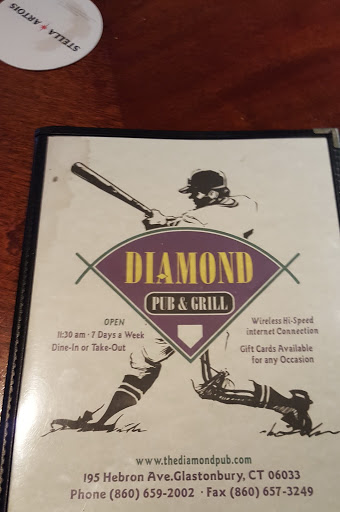 STELLA ★ ARTOIS
DIAMOND
PUB & GRILL
OPEN
11:30 am · 7 Days a Week
Dine-In or Take-Out
Wireless Hi-Speed
internet Connection
Gift Cards Available
for any Occasion
www.thediamondpub.com
195 Hebron Ave.Glastonbury, CT 06033
Phone (860) 659-2002 · Fax (860) 657-3249